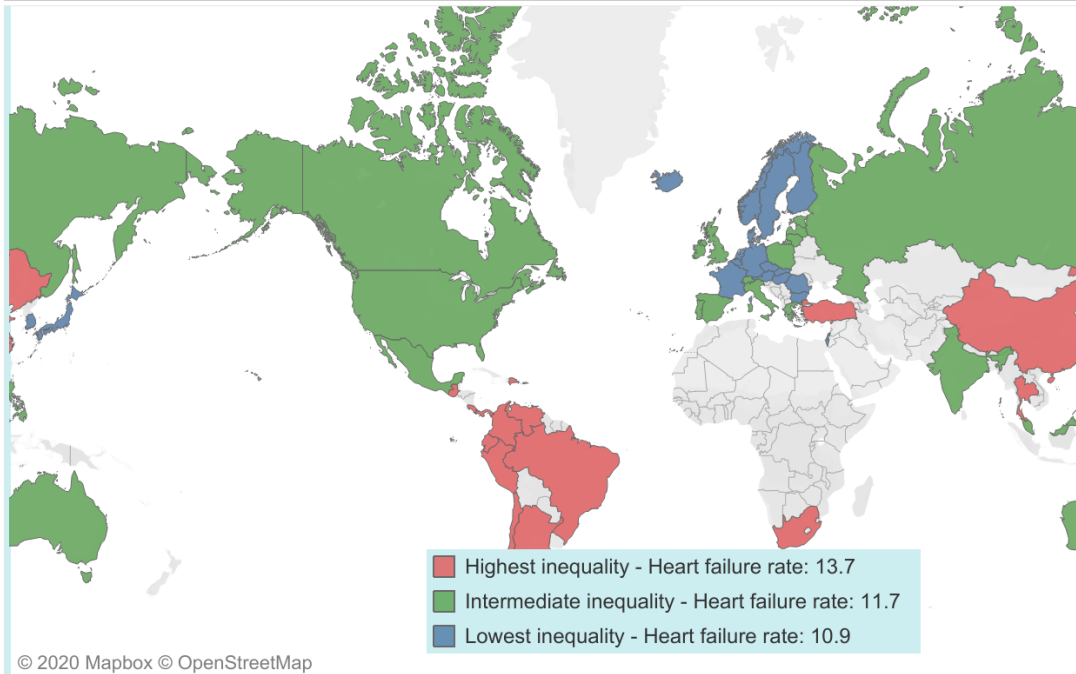 Highest inequality - Heart failure rate: 13.7
Intermediate inequality - Heart failure rate: 11.7
Lowest inequality - Heart failure rate: 10.9
© 2020 Mapbox © OpenStreetMap